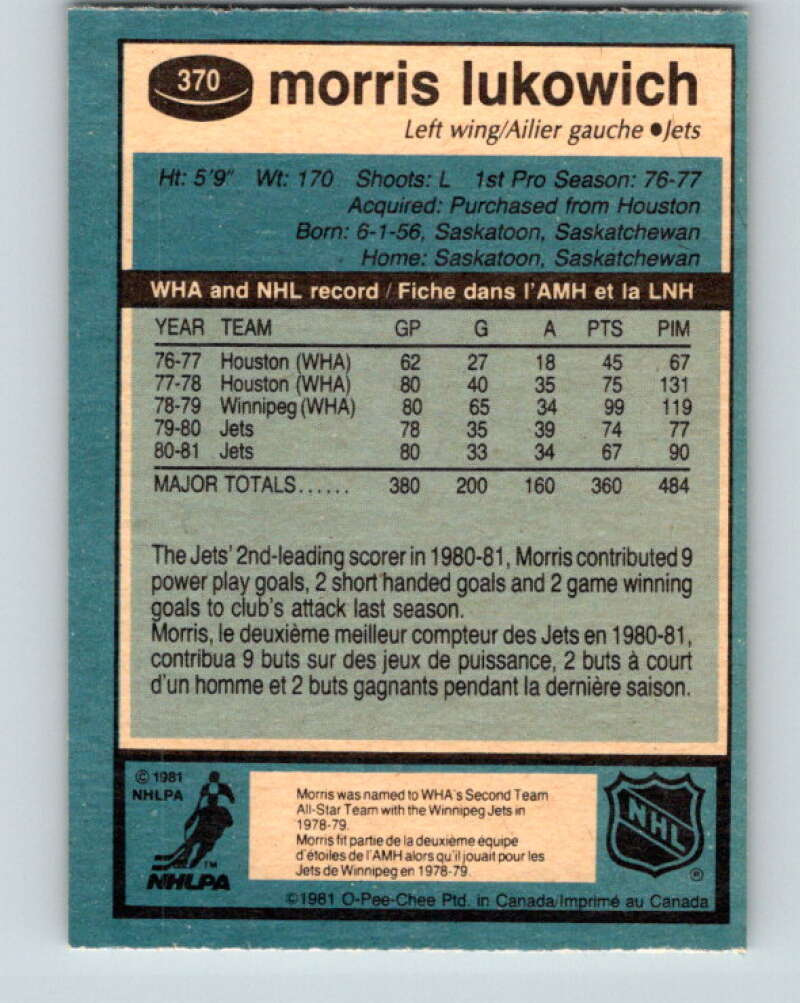 370 morris lukowich
Left wing/Ailier gauche ●Jets
Ht: 5'9" Wt: 170 Shoots: L 1st Pro Season: 76-77
Acquired: Purchased from Houston
Born: 6-1-56, Saskatoon, Saskatchewan
Home: Saskatoon, Saskatchewan
WHA and NHL record / Fiche dans l'AMH et la LNH
YEAR TEAM GP G A PTS PIM
76-77 Houston (WHA) 62 27 18 45 67
77-78 Houston (WHA) 80 40 35 75 131
78-79 Winnipeg (WHA) 80 65 34 99 119
79-80 Jets 78 35 39 74 77
80-81 Jets 80 33 34 67 90
MAJOR TOTALS...... 380 200 160 360 484
The Jets' 2nd-leading scorer in 1980-81, Morris contributed 9
power play goals, 2 short handed goals and 2 game winning
goals to club's attack last season.
Morris, le deuxième meilleur compteur des Jets en 1980-81,
contribua 9 buts sur des jeux de puissance, 2 buts à court
d'un homme et 2 buts gagnants pendant la dernière saison.
© 1981
NHLPA
TM
NHLPA
Morris was named to WHA's Second Team
All-Star Team with the Winnipeg Jets in
1978-79.
Morris fit partie de la deuxième équipe
d'étoiles de l'AMH alors qu'il jouait pour les
Jets de Winnipeg en 1978-79.
NHL
®
©1981 O-Pee-Chee Ptd. in Canada/Imprimé au Canada